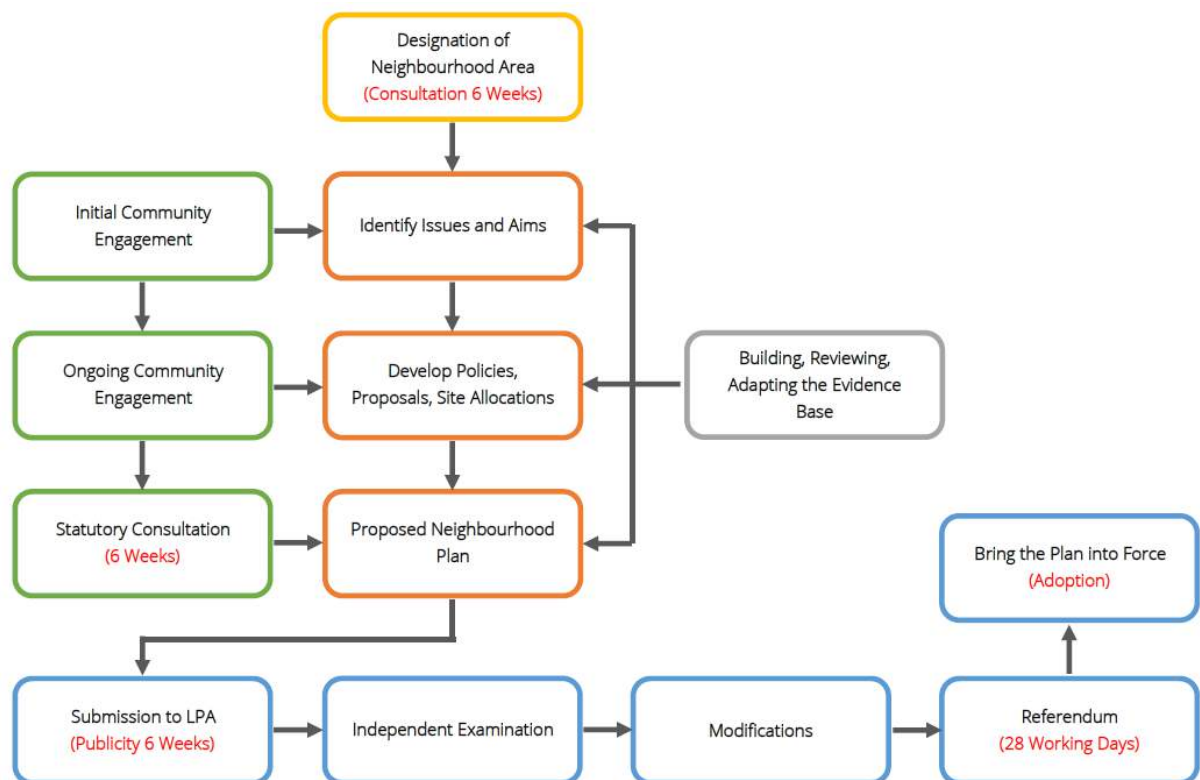 Designation of
Neighbourhood Area
(Consultation 6 Weeks)
Initial Community
Engagement
Identify Issues and Aims
Ongoing Community
Engagement
Develop Policies,
Proposals, Site Allocations
Building, Reviewing,
Adapting the Evidence
Base
Statutory Consultation
(6 Weeks)
Proposed Neighbourhood
Plan
Bring the Plan into Force
(Adoption)
Submission to LPA
(Publicity 6 Weeks)
Independent Examination
Modifications
Referendum
(28 Working Days)